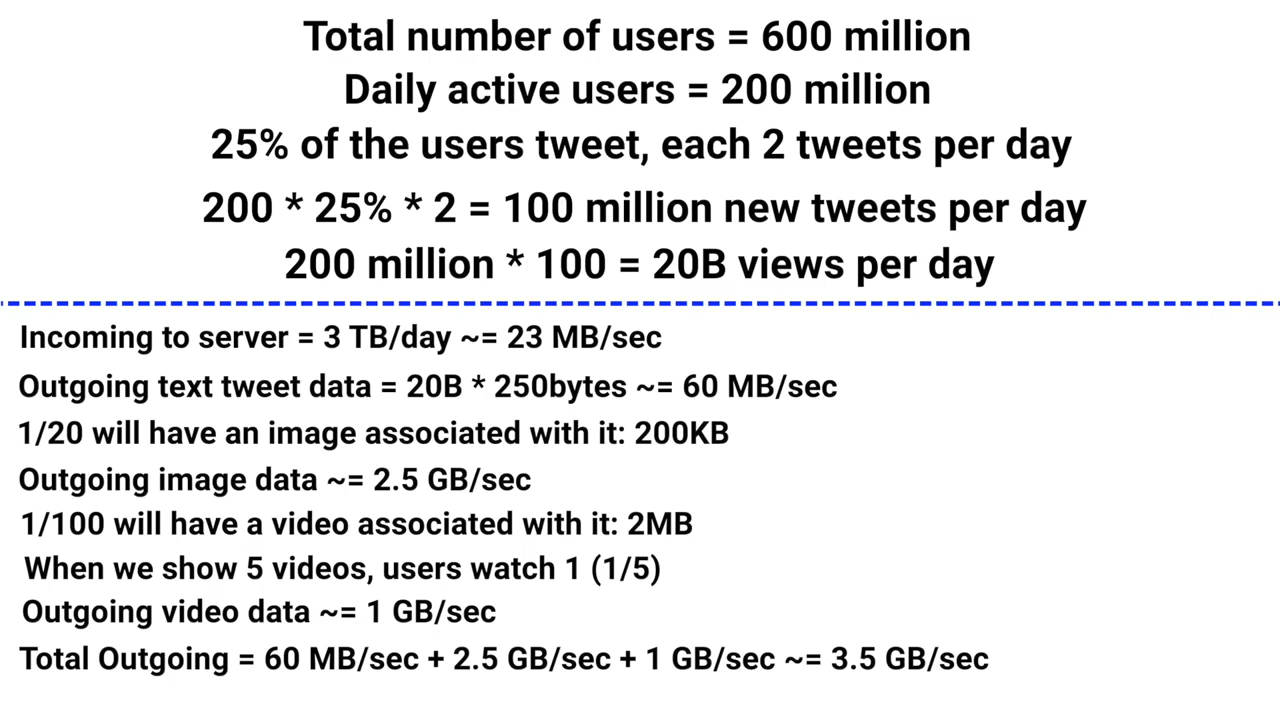 Total number of users = 600 million
Daily active users = 200 million
25% of the users tweet, each 2 tweets per day
200 * 25% * 2 = 100 million new tweets per day
200 million * 100 = 20B views per day
Incoming to server = 3 TB/day ~= 23 MB/sec
Outgoing text tweet data = 20B * 250bytes ~= 60 MB/sec
1/20 will have an image associated with it: 200KB
Outgoing image data ~= 2.5 GB/sec
1/100 will have a video associated with it: 2MB
When we show 5 videos, users watch 1 (1/5)
Outgoing video data ~= 1 GB/sec
Total Outgoing = 60 MB/sec + 2.5 GB/sec + 1 GB/sec ~= 3.5 GB/sec